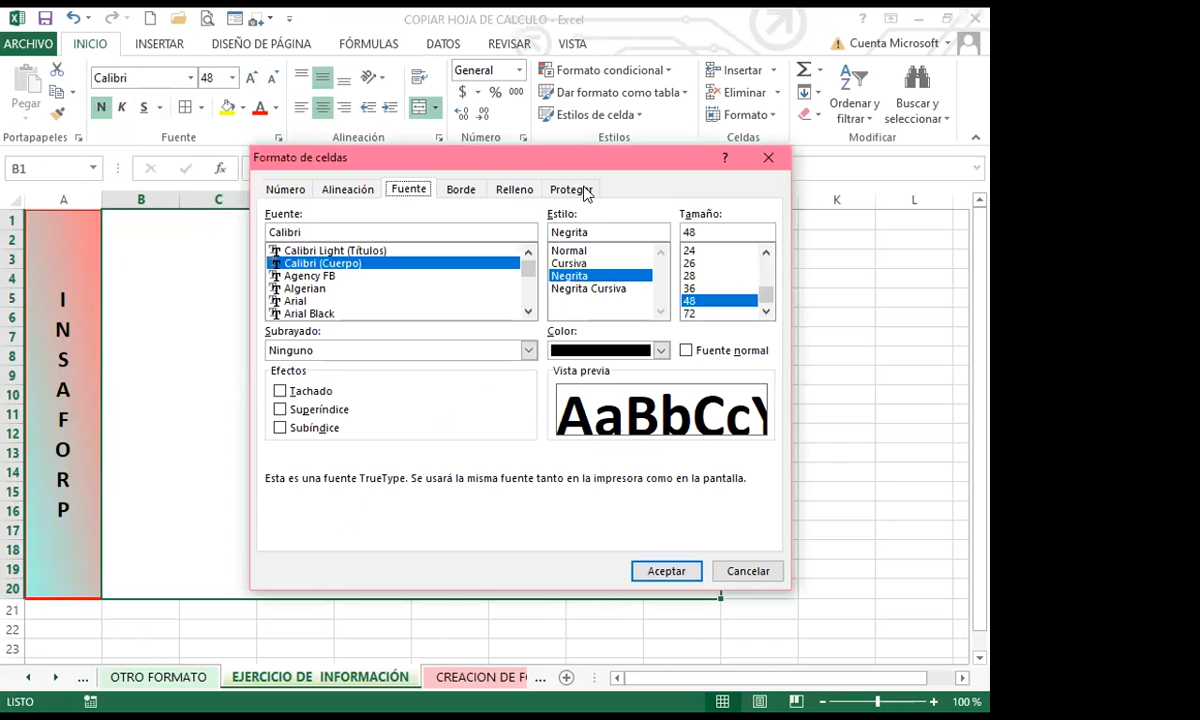 COPIAR HOJA DE CALCULO - Excel
ARCHIVO INICIO INSERTAR DISEÑO DE PÁGINA FÓRMULAS DATOS REVISAR VISTA Cuenta Microsoft
Pegar
Calibri 48
N K S
General
$ % 000
Formato condicional
Dar formato como tabla
Estilos de celda
Insertar
Eliminar
Formato
Ordenar y filtrar
Buscar y seleccionar
Portapapeles Fuente Alineación Número Estilos Celdas Modificar
B1 fx
Formato de celdas ?
Número Alineación Fuente Borde Relleno Proteger
Fuente: Estilo: Tamaño:
Calibri Negrita 48
Calibri Light (Títulos) Normal 24
Calibri (Cuerpo) Cursiva 26
Agency FB Negrita 28
Algerian Negrita Cursiva 36
Arial 48
Arial Black 72
Subrayado: Color:
Ninguno Fuente normal
Efectos Vista previa
Tachado
Superíndice
Subíndice
AaBbCcY
Esta es una fuente TrueType. Se usará la misma fuente tanto en la impresora como en la pantalla.
Aceptar Cancelar
A B C K L
1
2
3
4
5
6
7
8
9
10
11
12
13
14
15
16
17
18
19
20
21
22
23
I
N
S
A
F
O
R
P
... OTRO FORMATO EJERCICIO DE INFORMACIÓN CREACION DE F ...
LISTO 100 %